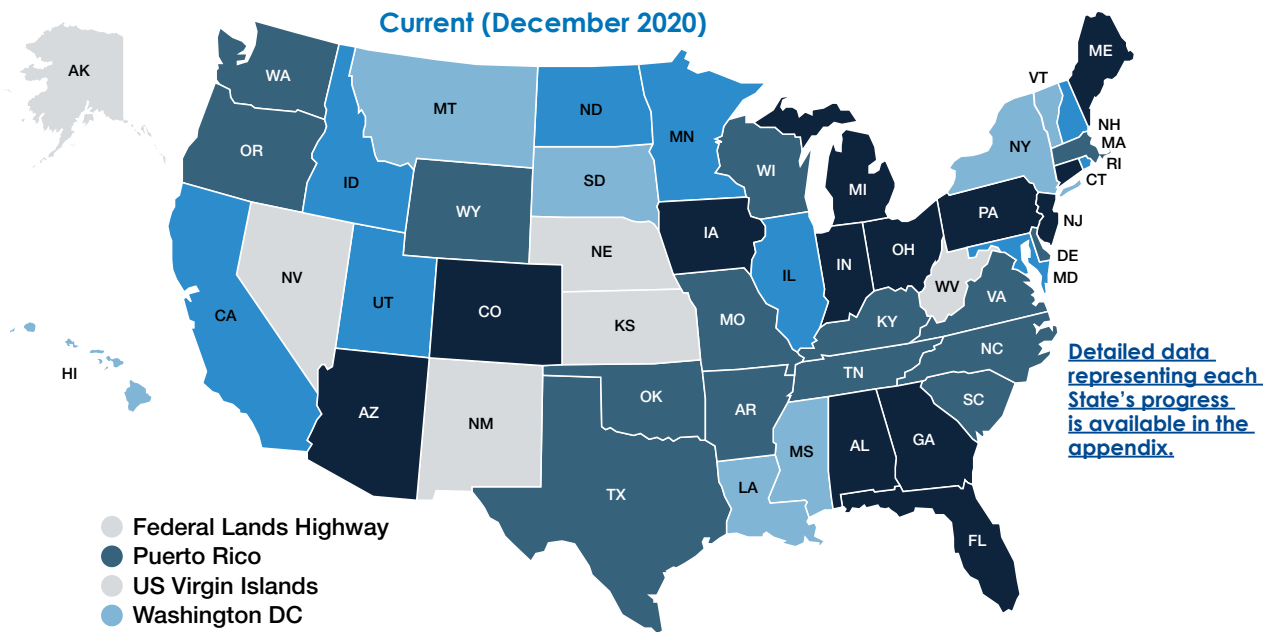 Current (December 2020)
AK
WA
MT
ND
MN
ME
VT
NH
MA
RI
CT
NY
OR
ID
SD
WI
MI
WY
IA
PA
NJ
NE
IL
IN
OH
DE
MD
NV
WV
VA
CA
UT
CO
KS
MO
KY
HI
NC
TN
AZ
NM
OK
AR
SC
MS
AL
GA
LA
TX
FL
Detailed data
representing each
State's progress
is available in the
appendix.
Federal Lands Highway
Puerto Rico
US Virgin Islands
Washington DC